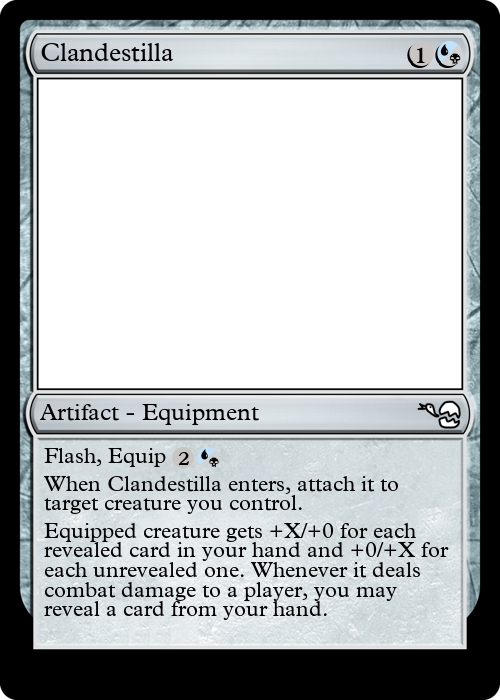 Clandestilla 1
Artifact - Equipment
Flash, Equip 2
When Clandestilla enters, attach it to
target creature you control.
Equipped creature gets +X/+0 for each
revealed card in your hand and +0/+X for
each unrevealed one. Whenever it deals
combat damage to a player, you may
reveal a card from your hand.